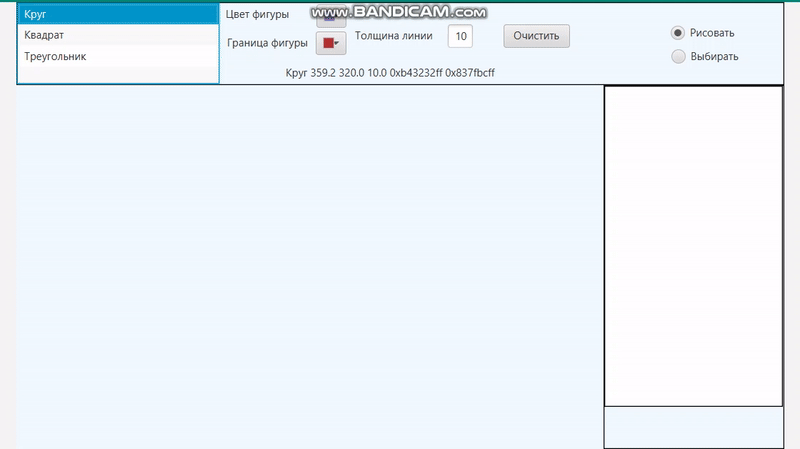 Круг
Квадрат
Треугольник
Цвет фигуры
www.BANDICAM.com
Граница фигуры
Толщина линии
10
Очистить
Рисовать
Выбирать
Круг 359.2 320.0 10.0 0xb43232ff 0x837fbcff